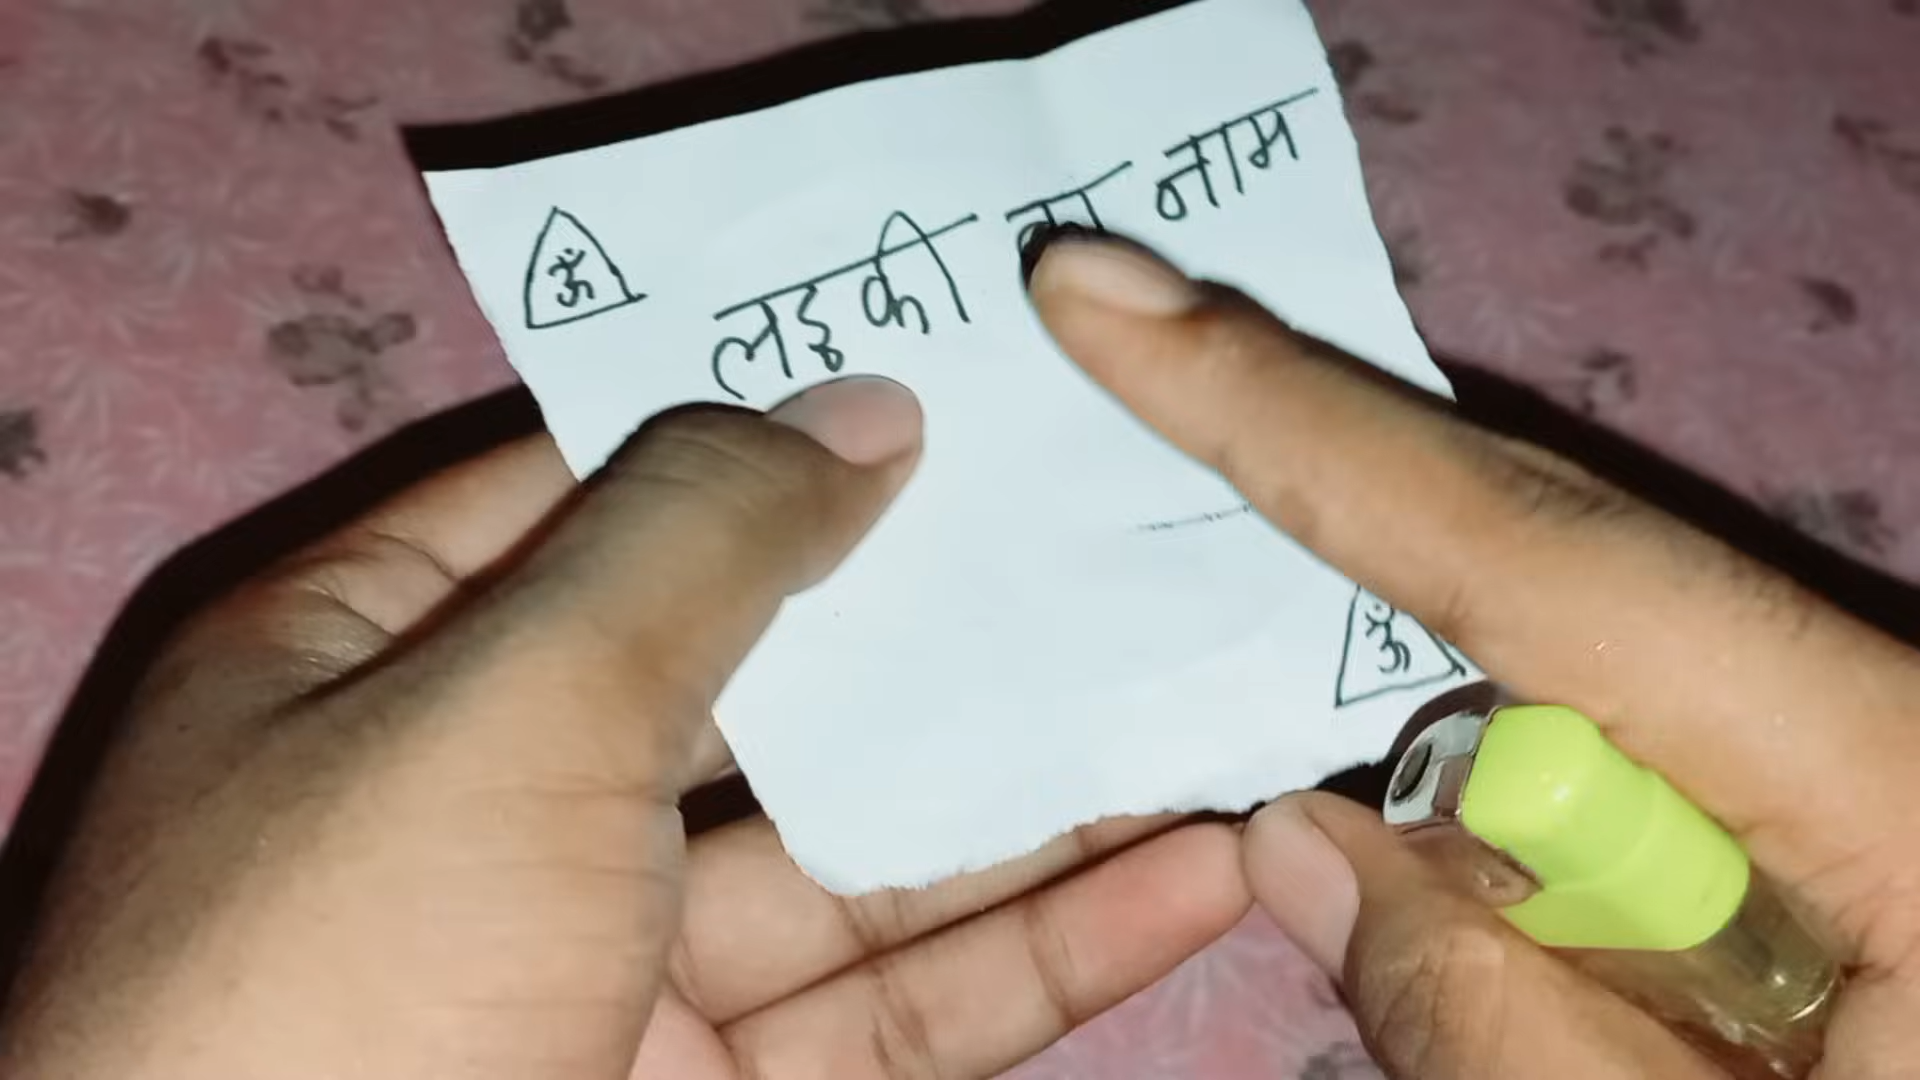 ॐ
लड़की का नाम
ॐ